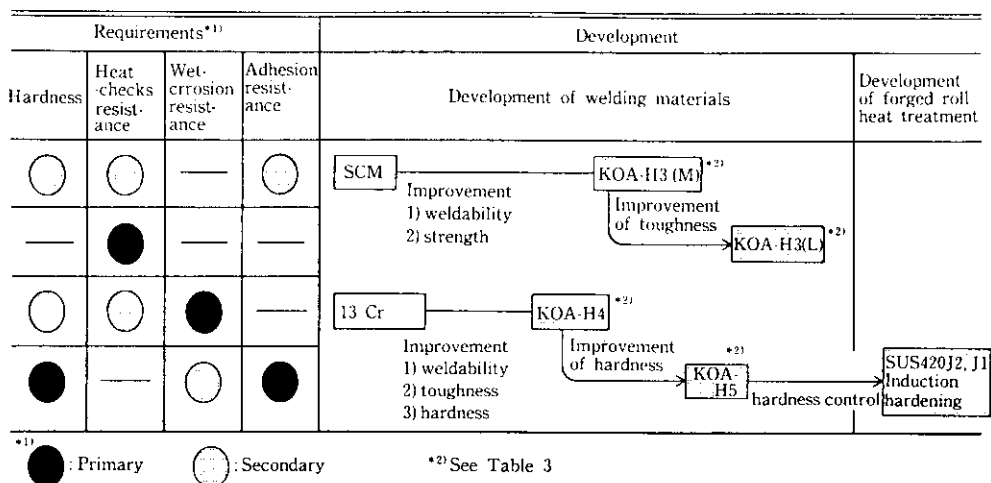 Requirements*1)
Development
Hardness
Heat
-checks
resist-
ance
Wet-
crrosion
resist-
ance
Adhesion
resist-
ance
Development of welding materials
Development
of forged roll
heat treatment
SCM
KOA-H3 (M) *2)
Improvement
1) weldability
2) strength
Improvement
of toughness
KOA-H3(L) *2)
13 Cr
KOA-H4 *2)
Improvement
1) weldability
2) toughness
3) hardness
Improvement
of hardness
*2)
KOA-
H5
hardness control
SUS420J2, J1
Induction
hardening
*1)
: Primary
: Secondary
*2) See Table 3